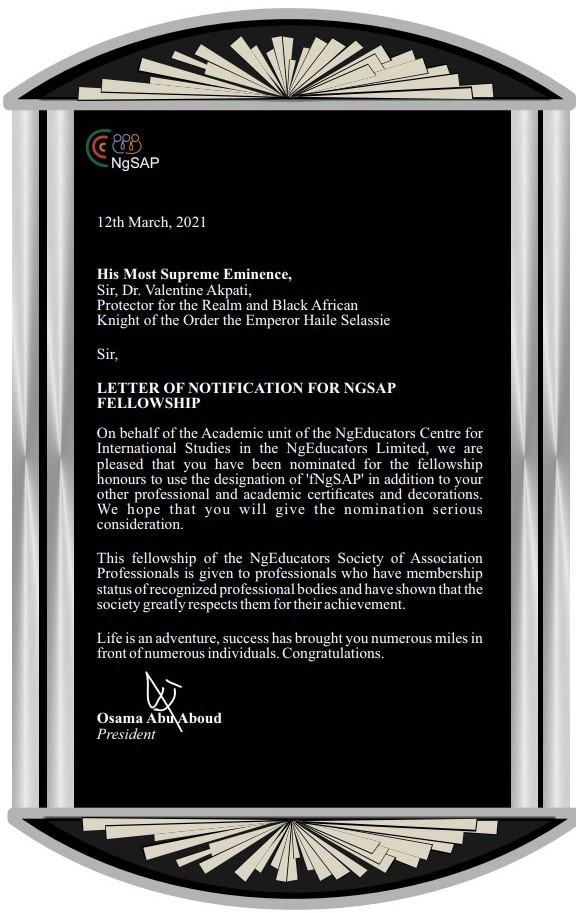 NgSAP
12th March, 2021
His Most Supreme Eminence,
Sir, Dr. Valentine Akpati,
Protector for the Realm and Black African
Knight of the Order the Emperor Haile Selassie
Sir,
LETTER OF NOTIFICATION FOR NGSAP
FELLOWSHIP
On behalf of the Academic unit of the NgEducators Centre for
International Studies in the NgEducators Limited, we are
pleased that you have been nominated for the fellowship
honours to use the designation of 'fNgSAP' in addition to your
other professional and academic certificates and decorations.
We hope that you will give the nomination serious
consideration.
This fellowship of the NgEducators Society of Association
Professionals is given to professionals who have membership
status of recognized professional bodies and have shown that the
society greatly respects them for their achievement.
Life is an adventure, success has brought you numerous miles in
front of numerous individuals. Congratulations.
Osama Abu Aboud
President